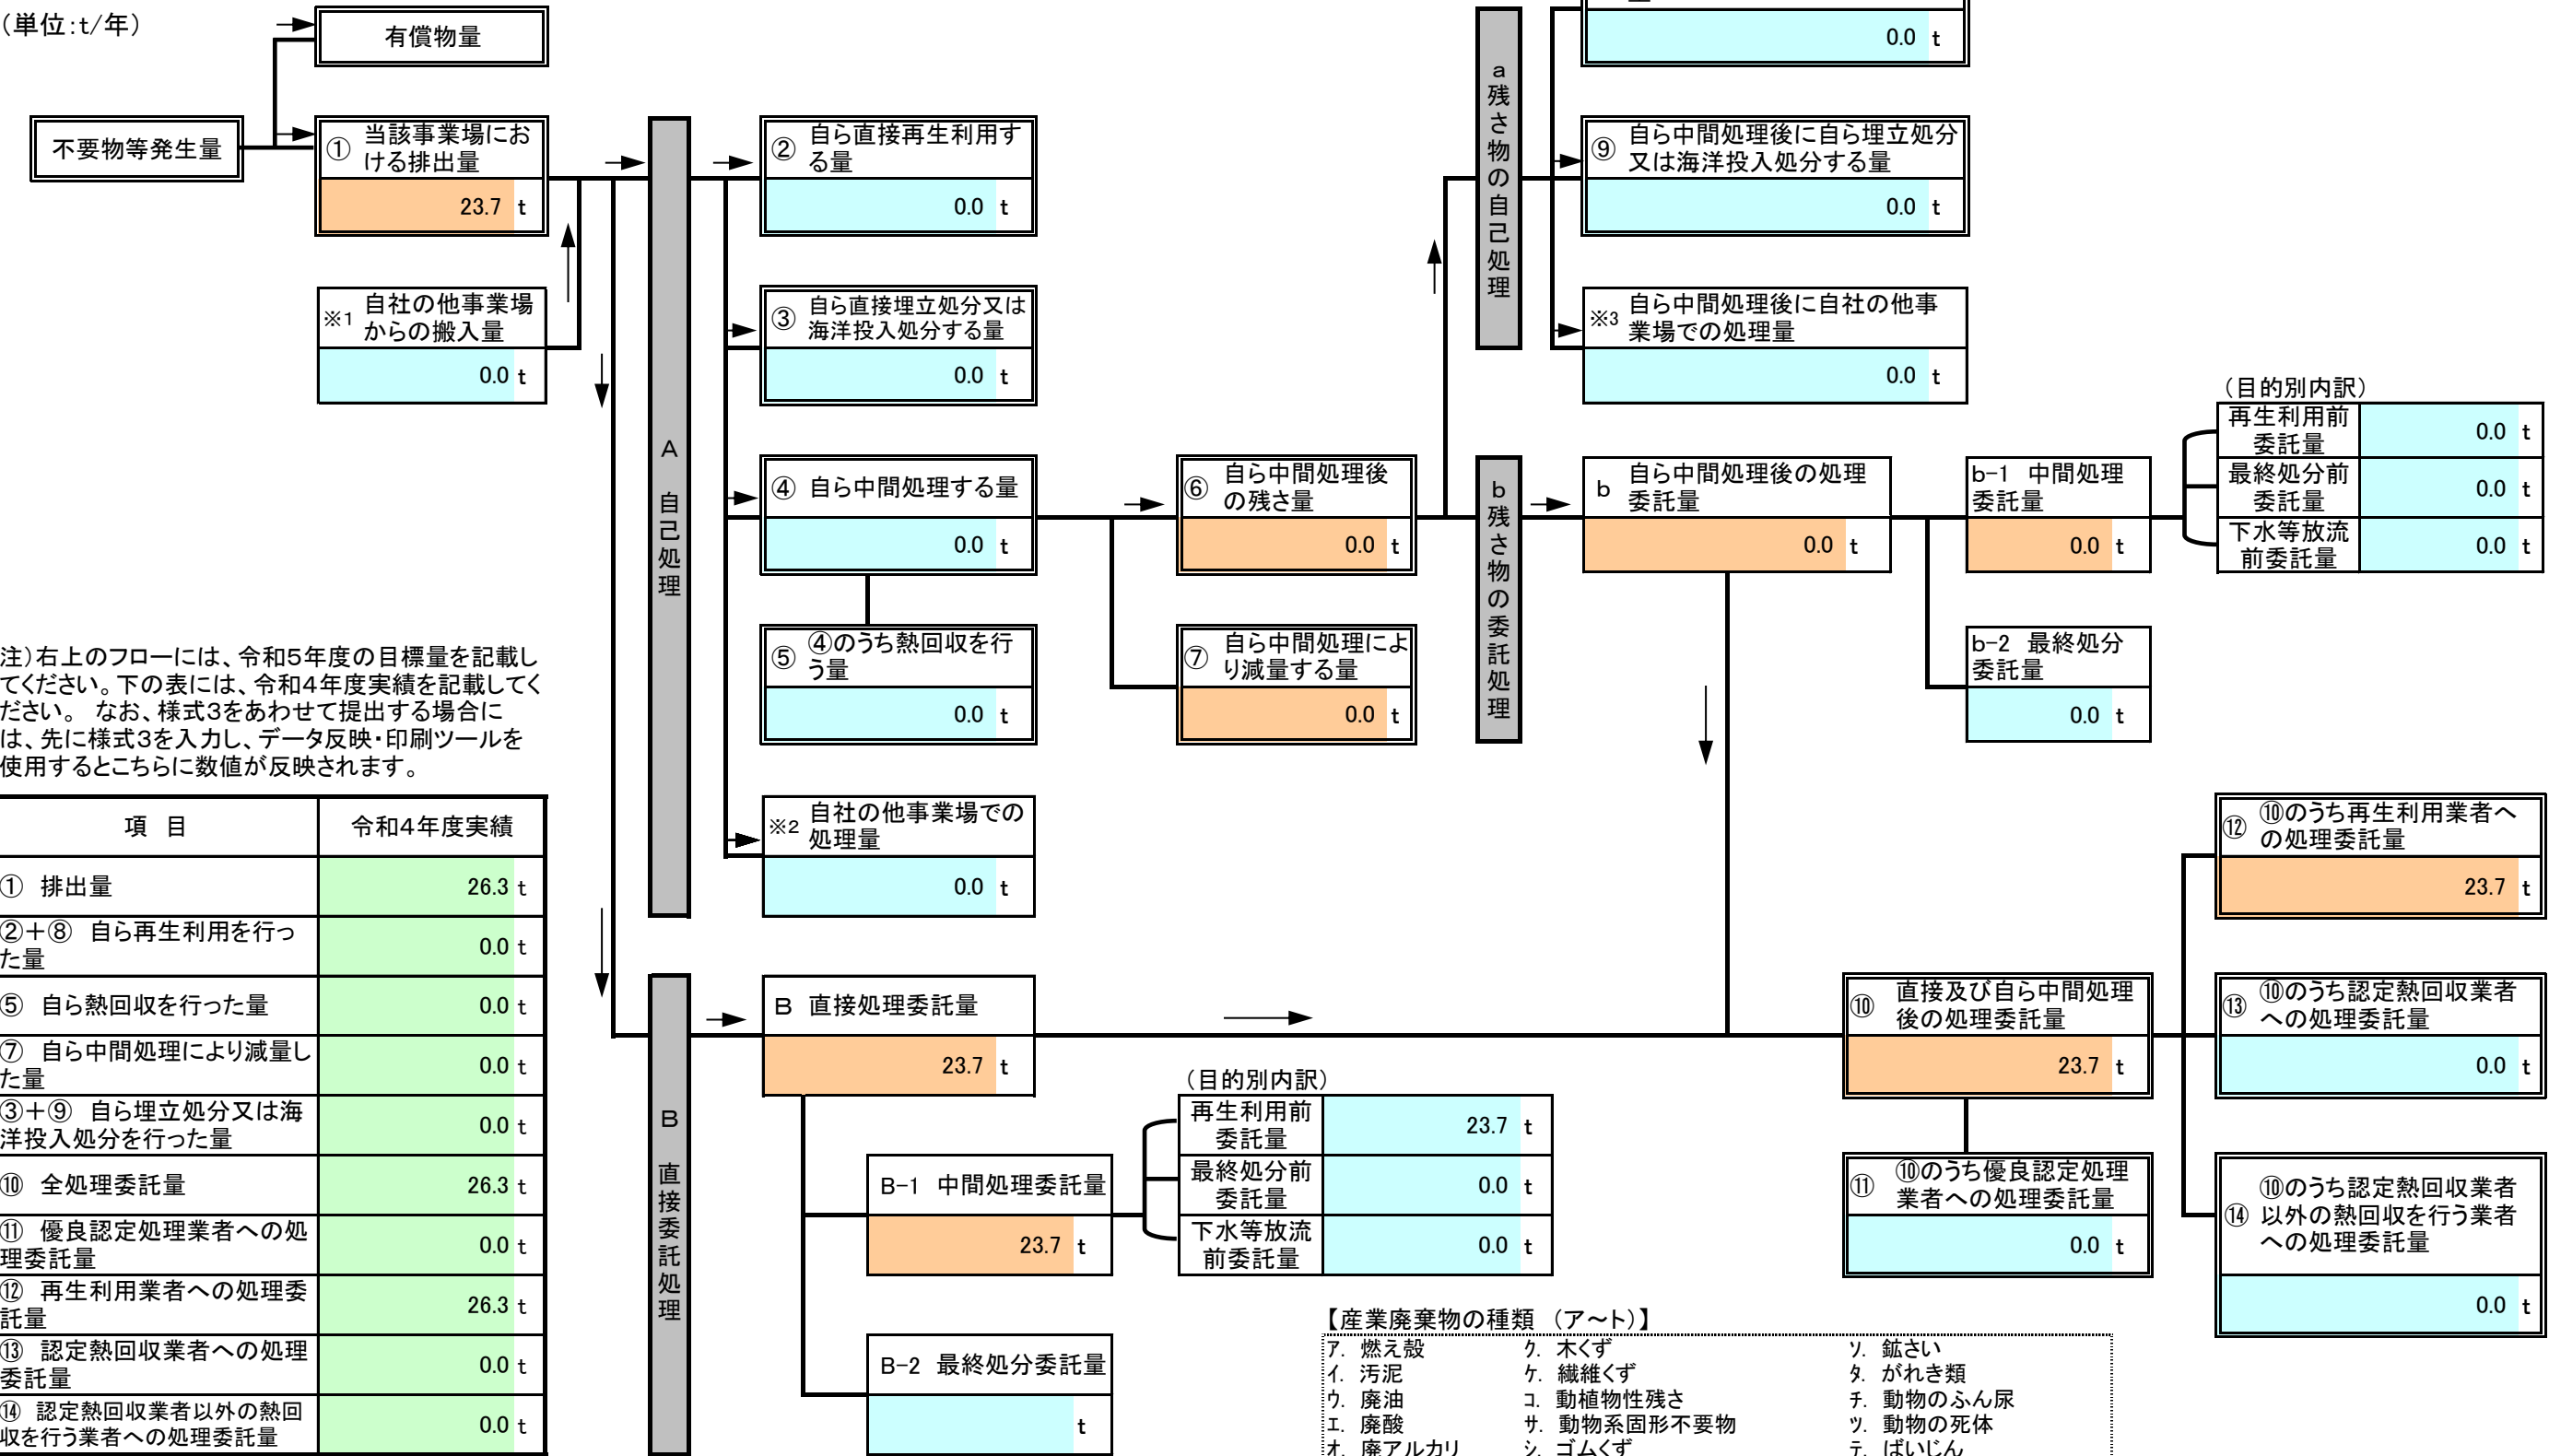 (単位:t/年)
有償物量
0.0 t
不要物等発生量
① 当該事業場にお
ける排出量
23.7 t
② 自ら直接再生利用す
る量
0.0 t
a 残さ物の自己処理
⑨ 自ら中間処理後に自ら埋立処分
又は海洋投入処分する量
0.0 t
※1 自社の他事業場
からの搬入量
0.0 t
③ 自ら直接埋立処分又は
海洋投入処分する量
0.0 t
※3 自ら中間処理後に自社の他事
業場での処理量
0.0 t
A 自己処理
④ 自ら中間処理する量
0.0 t
⑥ 自ら中間処理後
の残さ量
0.0 t
b 残さ物の委託処理
b 自ら中間処理後の処理
委託量
0.0 t
b-1 中間処理
委託量
0.0 t
(目的別内訳)
再生利用前
委託量
0.0 t
最終処分前
委託量
0.0 t
下水等放流
前委託量
0.0 t
⑤ ④のうち熱回収を行
う量
0.0 t
⑦ 自ら中間処理によ
り減量する量
0.0 t
b-2 最終処分
委託量
0.0 t
注)右上のフローには、令和5年度の目標量を記載し
てください。下の表には、令和4年度実績を記載してく
ださい。 なお、様式3をあわせて提出する場合に
は、先に様式3を入力し、データ反映・印刷ツールを
使用するとこちらに数値が反映されます。
※2 自社の他事業場での
処理量
0.0 t
項 目 令和4年度実績
① 排出量 26.3 t
②+⑧ 自ら再生利用を行っ
た量 0.0 t
⑤ 自ら熱回収を行った量 0.0 t
⑦ 自ら中間処理により減量し
た量 0.0 t
③+⑨ 自ら埋立処分又は海
洋投入処分を行った量 0.0 t
⑩ 全処理委託量 26.3 t
⑪ 優良認定処理業者への処
理委託量 0.0 t
⑫ 再生利用業者への処理委
託量 26.3 t
⑬ 認定熱回収業者への処理
委託量 0.0 t
⑭ 認定熱回収業者以外の熱回
収を行う業者への処理委託量 0.0 t
B 直接委託処理
B 直接処理委託量
23.7 t
B-1 中間処理委託量
23.7 t
(目的別内訳)
再生利用前
委託量
23.7 t
最終処分前
委託量
0.0 t
下水等放流
前委託量
0.0 t
B-2 最終処分委託量
t
⑩ 直接及び自ら中間処理
後の処理委託量
23.7 t
⑪ ⑩のうち優良認定処理
業者への処理委託量
0.0 t
⑫ ⑩のうち再生利用業者へ
の処理委託量
23.7 t
⑬ ⑩のうち認定熱回収業者
への処理委託量
0.0 t
⑭ ⑩のうち認定熱回収業者
以外の熱回収を行う業者
への処理委託量
0.0 t
【産業廃棄物の種類 (ア~ト)】
ア. 燃え殻 ク. 木くず ソ. 鉱さい
イ. 汚泥 ケ. 繊維くず タ. がれき類
ウ. 廃油 コ. 動植物性残さ チ. 動物のふん尿
エ. 廃酸 サ. 動物系固形不要物 ツ. 動物の死体
オ. 廃アルカリ シ. ゴムくず テ. ばいじん